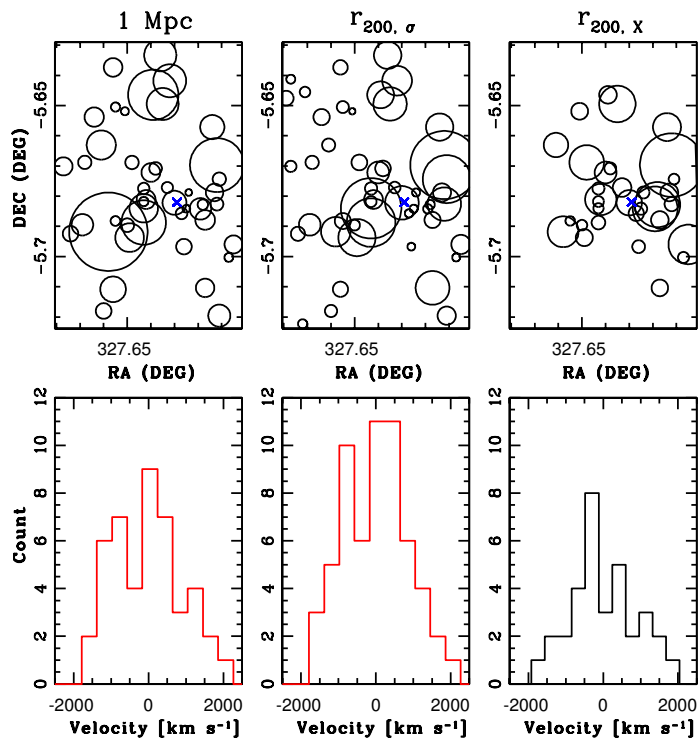 1 Mpc
r200, σ
r200, X
DEC (DEG)
−5.65
−5.7
−5.65
−5.7
−5.65
−5.7
327.65
327.65
327.65
RA (DEG)
RA (DEG)
RA (DEG)
Count
0 2 4 6 8 10 12
0 2 4 6 8 10 12
0 2 4 6 8 10 12
-2000 0 2000
-2000 0 2000
-2000 0 2000
Velocity [km s⁻¹]
Velocity [km s⁻¹]
Velocity [km s⁻¹]